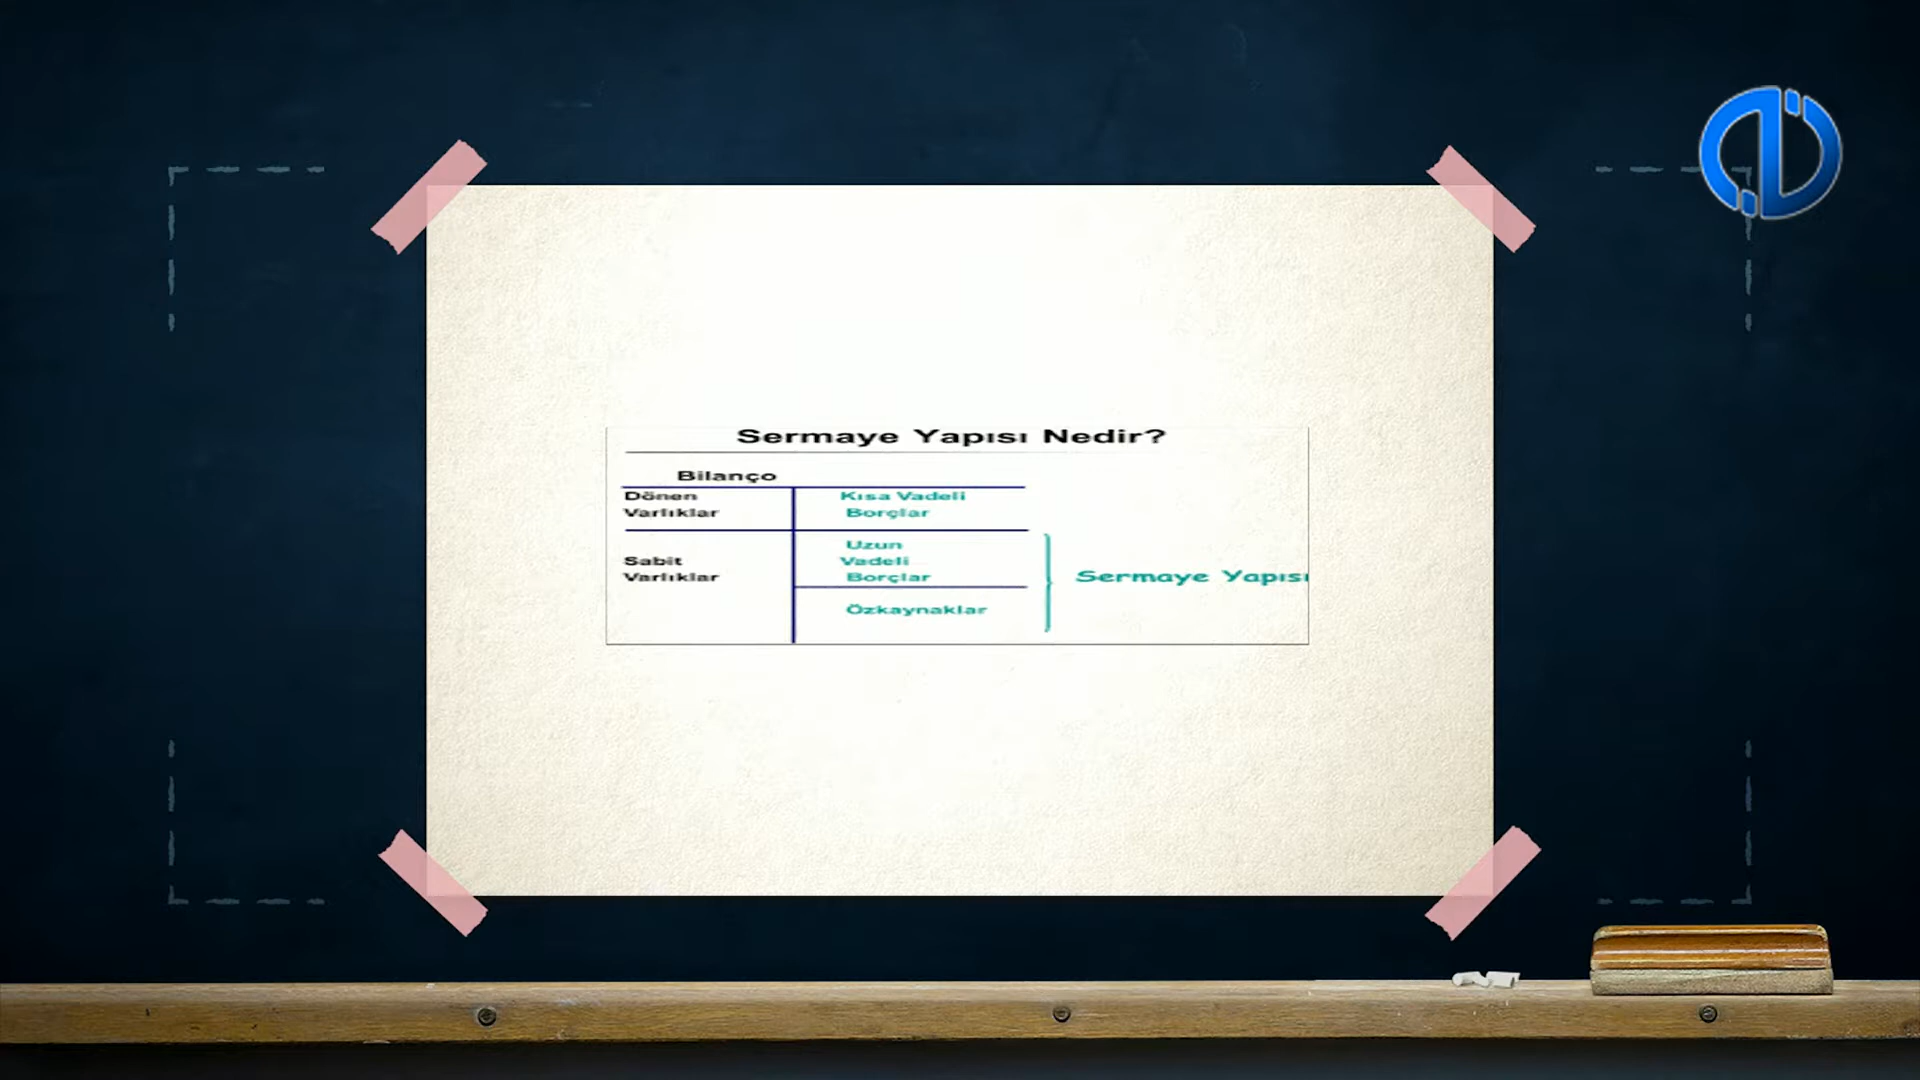 Sermaye Yapısı Nedir?
Bilanço
Dönen
Varlıklar
Kısa Vadeli
Borçlar
Sabit
Varlıklar
Uzun
Vadeli
Borçlar
Özkaynaklar
Sermaye Yapısı